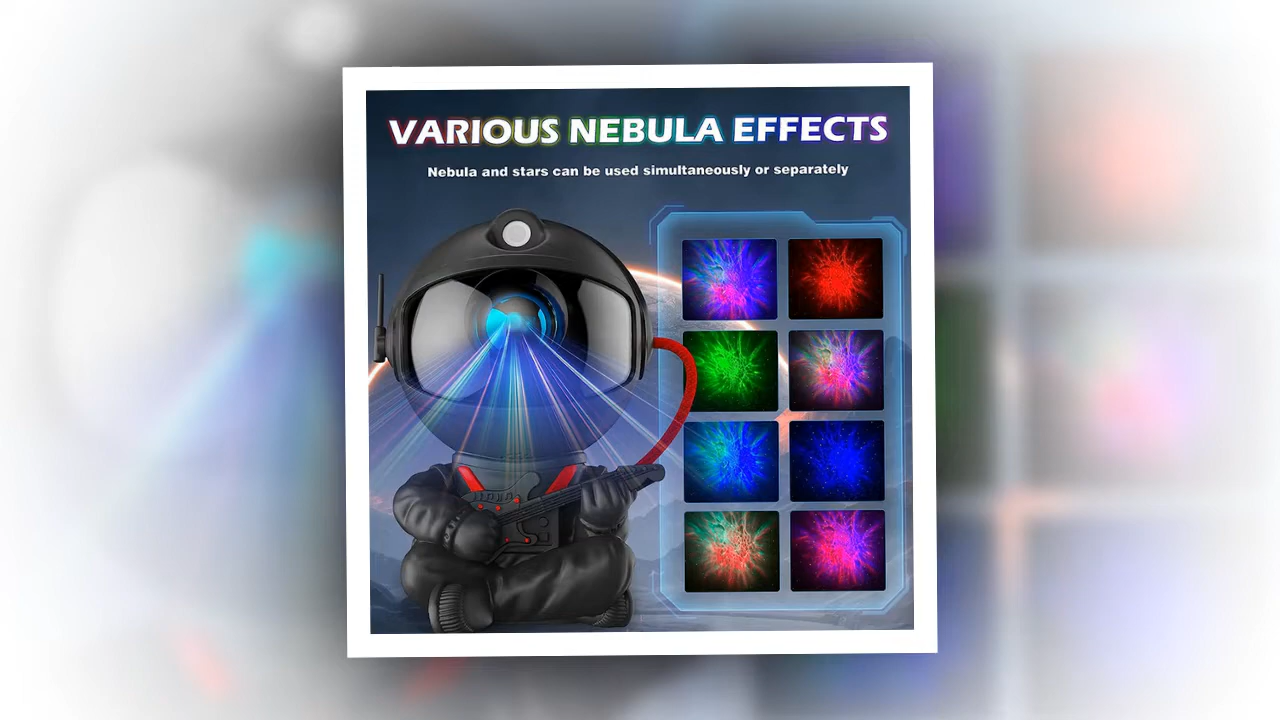 VARIOUS NEBULA EFFECTS
Nebula and stars can be used simultaneously or separately